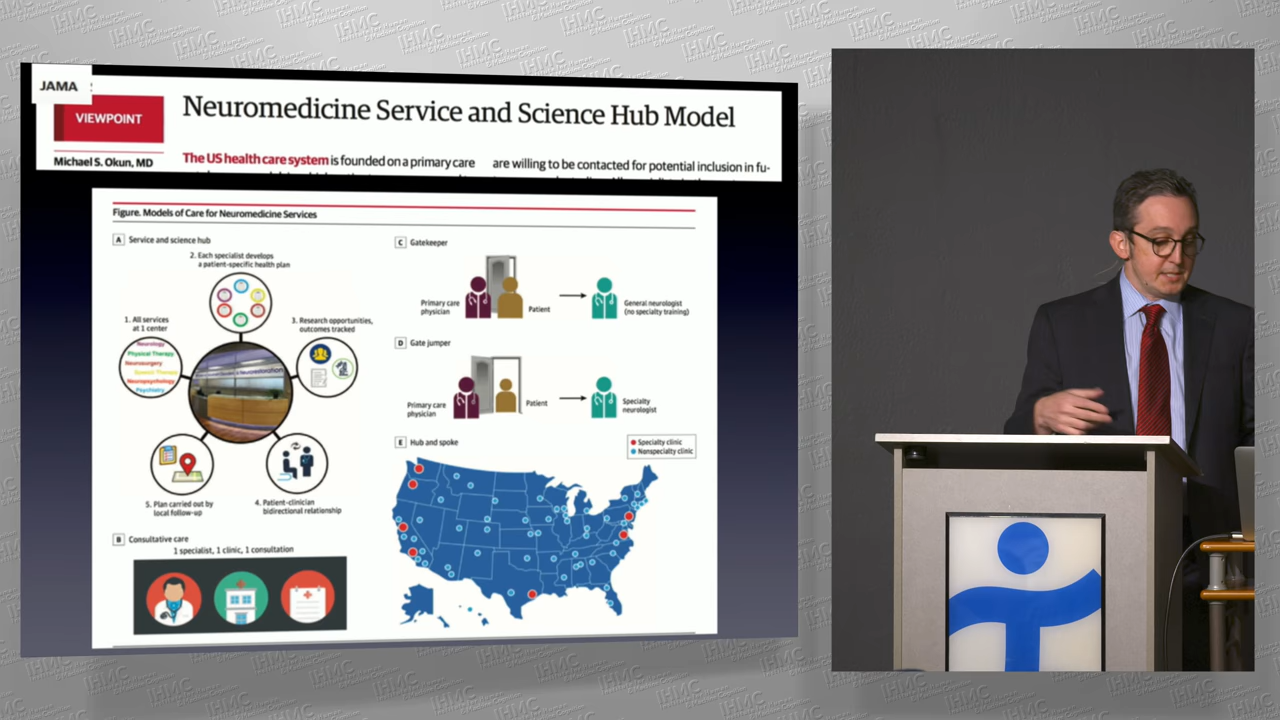 JAMA
VIEWPOINT
Michael S. Okun, MD
Neuromedicine Service and Science Hub Model
The US health care system is founded on a primary care
are willing to be contacted for potential inclusion in fu-
Figure. Models of Care for Neuromedicine Services
A Service and science hub
2. Each specialist develops
a patient-specific health plan
1. All services
at 1 center
Neurology
Physical Therapy
Neurosurgery
Speech Therapy
Neuropsychology
Psychiatry
3. Research opportunities,
outcomes tracked
5. Plan carried out by
local follow-up
4. Patient-clinician
bidirectional relationship
B Consultative care
1 specialist, 1 clinic, 1 consultation
C Gatekeeper
Primary care
physician
Patient
General neurologist
(no specialty training)
D Gate jumper
Primary care
physician
Patient
Specialty
neurologist
E Hub and spoke
Specialty clinic
Nonspecialty clinic
IHMC